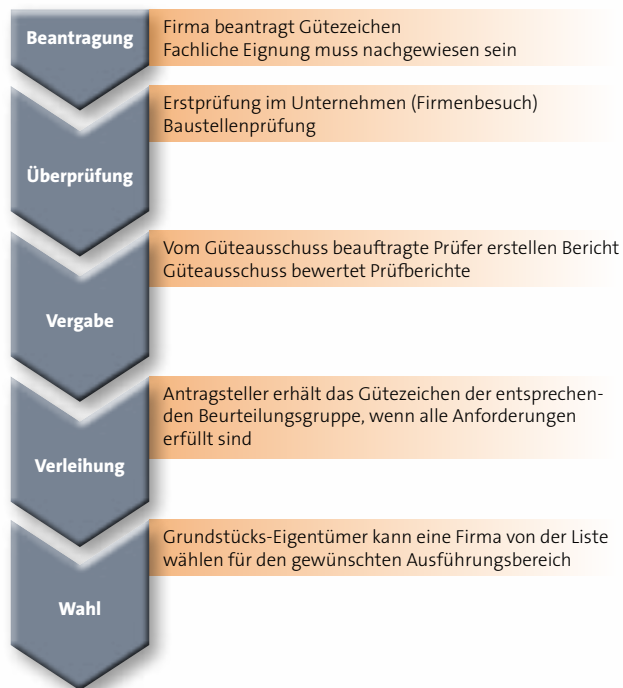 Beantragung
Firma beantragt Gütezeichen
Fachliche Eignung muss nachgewiesen sein
Überprüfung
Erstprüfung im Unternehmen (Firmenbesuch)
Baustellenprüfung
Vergabe
Vom Güteausschuss beauftragte Prüfer erstellen Bericht
Güteausschuss bewertet Prüfberichte
Verleihung
Antragsteller erhält das Gütezeichen der entsprechen-
den Beurteilungsgruppe, wenn alle Anforderungen
erfüllt sind
Wahl
Grundstücks-Eigentümer kann eine Firma von der Liste
wählen für den gewünschten Ausführungsbereich